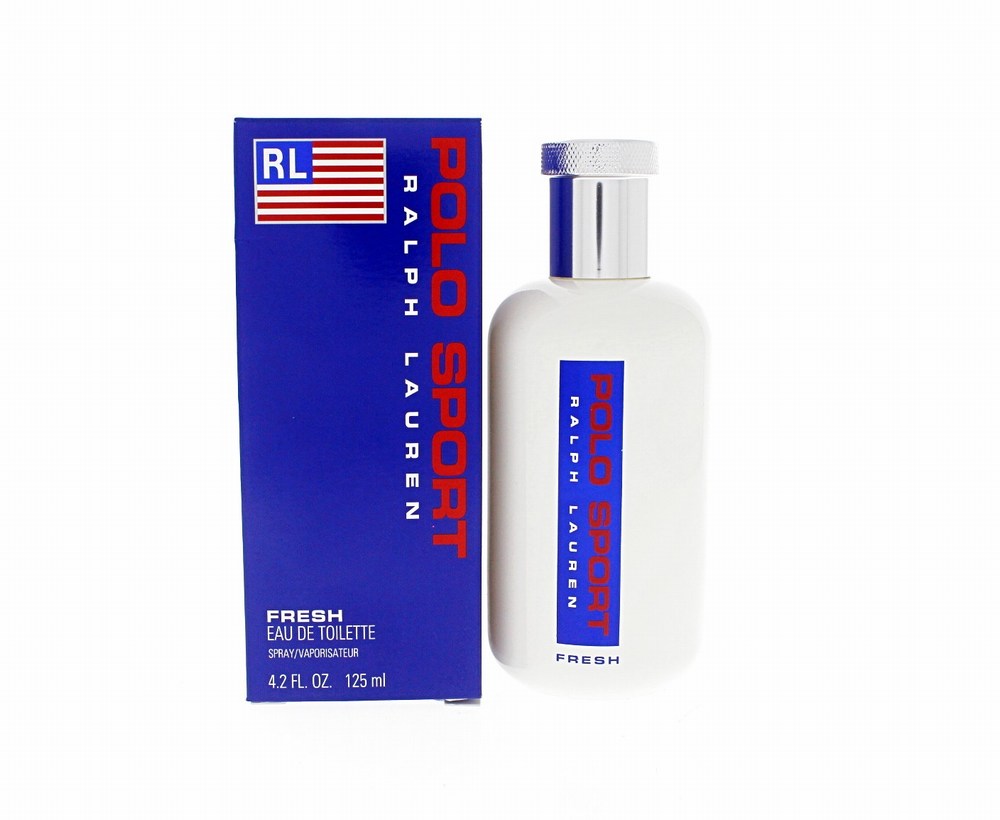 RL
POLO SPORT
RALPH LAUREN
FRESH
EAU DE TOILETTE
SPRAY/VAPORISATEUR
4.2 FL. OZ. 125 ml
POLO SPORT
RALPH LAUREN
FRESH